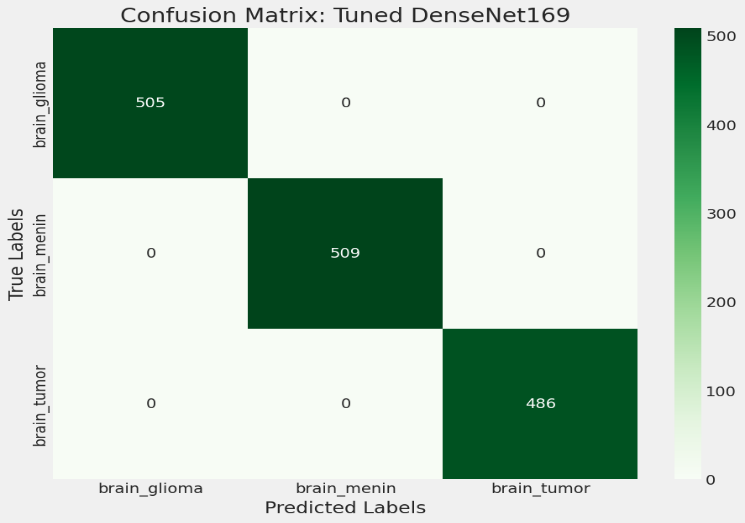 Confusion Matrix: Tuned DenseNet169
True Labels
brain_glioma
505 0 0
brain_menin
0 509 0
brain_tumor
0 0 486
brain_glioma brain_menin brain_tumor
Predicted Labels
500
400
300
200
100
0